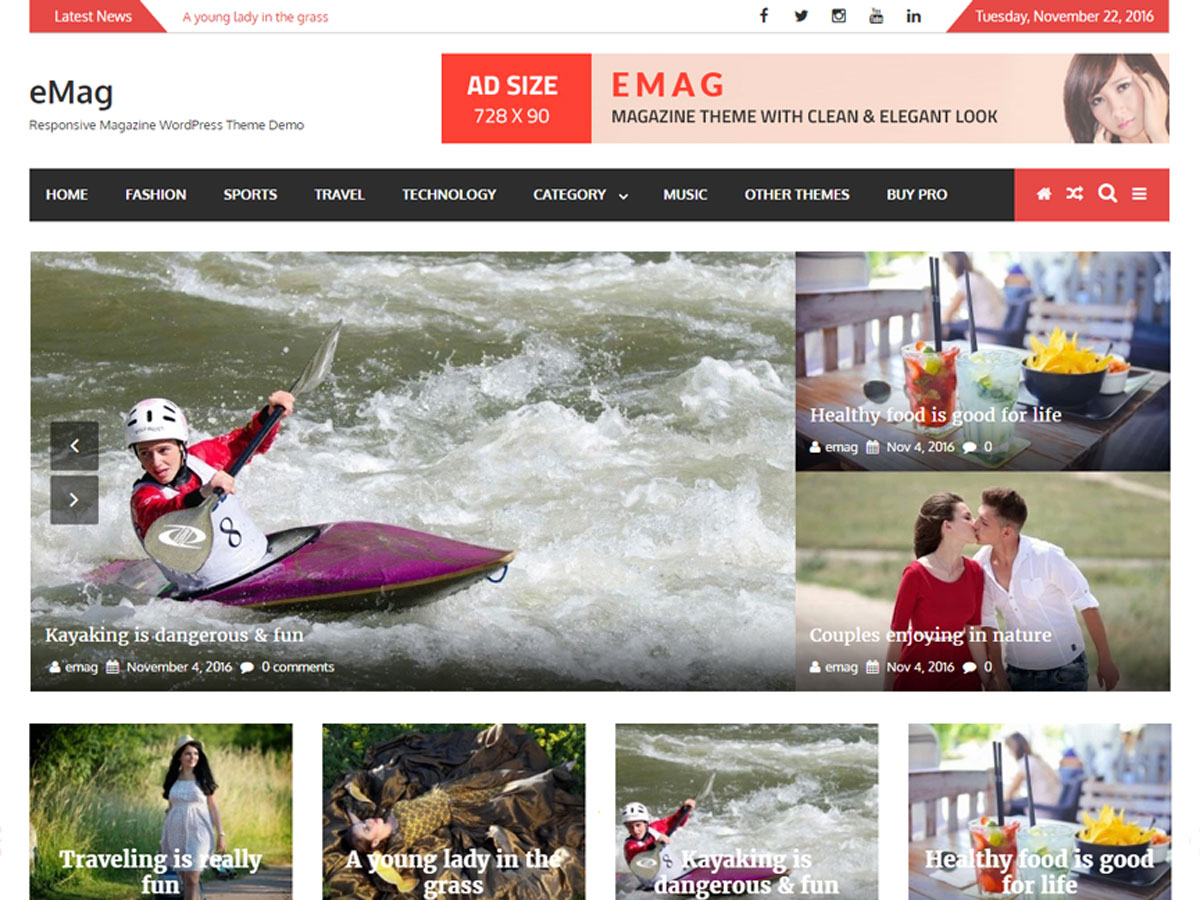 Latest News
A young lady in the grass
Tuesday, November 22, 2016
eMag
Responsive Magazine WordPress Theme Demo
AD SIZE
728 X 90
EMAG
MAGAZINE THEME WITH CLEAN & ELEGANT LOOK
HOME FASHION SPORTS TRAVEL TECHNOLOGY CATEGORY MUSIC OTHER THEMES BUY PRO
8
Kayaking is dangerous & fun
emag November 4, 2016 0 comments
Healthy food is good for life
emag Nov 4, 2016 0
Couples enjoying in nature
emag Nov 4, 2016 0
Traveling is really
fun
A young lady in the
grass
Kayaking is
dangerous & fun
Healthy food is good
for life